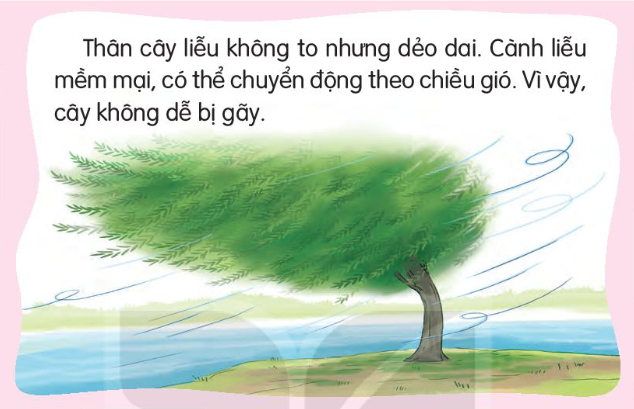 Thân cây liễu không to nhưng dẻo dai. Cành liễu
mềm mại, có thể chuyển động theo chiều gió. Vì vậy,
cây không dễ bị gãy.